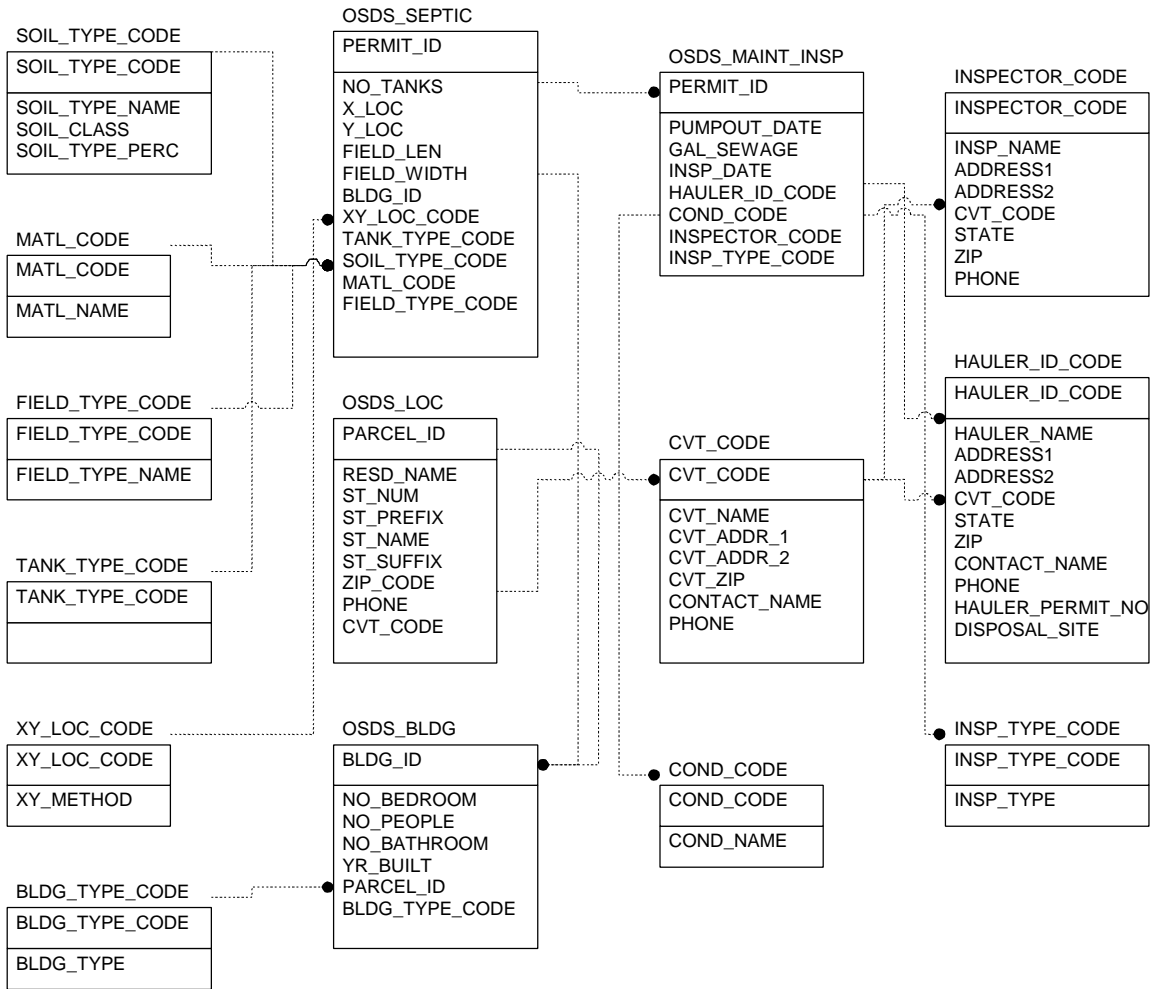 SOIL_TYPE_CODE
SOIL_TYPE_CODE
SOIL_TYPE_NAME
SOIL_CLASS
SOIL_TYPE_PERC
MATL_CODE
MATL_CODE
MATL_NAME
FIELD_TYPE_CODE
FIELD_TYPE_CODE
FIELD_TYPE_NAME
TANK_TYPE_CODE
TANK_TYPE_CODE
XY_LOC_CODE
XY_LOC_CODE
XY_METHOD
BLDG_TYPE_CODE
BLDG_TYPE_CODE
BLDG_TYPE
OSDS_SEPTIC
PERMIT_ID
NO_TANKS
X_LOC
Y_LOC
FIELD_LEN
FIELD_WIDTH
BLDG_ID
XY_LOC_CODE
TANK_TYPE_CODE
SOIL_TYPE_CODE
MATL_CODE
FIELD_TYPE_CODE
OSDS_LOC
PARCEL_ID
RESD_NAME
ST_NUM
ST_PREFIX
ST_NAME
ST_SUFFIX
ZIP_CODE
PHONE
CVT_CODE
OSDS_BLDG
BLDG_ID
NO_BEDROOM
NO_PEOPLE
NO_BATHROOM
YR_BUILT
PARCEL_ID
BLDG_TYPE_CODE
OSDS_MAINT_INSP
PERMIT_ID
PUMPOUT_DATE
GAL_SEWAGE
INSP_DATE
HAULER_ID_CODE
COND_CODE
INSPECTOR_CODE
INSP_TYPE_CODE
CVT_CODE
CVT_CODE
CVT_NAME
CVT_ADDR_1
CVT_ADDR_2
CVT_ZIP
CONTACT_NAME
PHONE
COND_CODE
COND_CODE
COND_NAME
INSPECTOR_CODE
INSPECTOR_CODE
INSP_NAME
ADDRESS1
ADDRESS2
CVT_CODE
STATE
ZIP
PHONE
HAULER_ID_CODE
HAULER_ID_CODE
HAULER_NAME
ADDRESS1
ADDRESS2
CVT_CODE
STATE
ZIP
CONTACT_NAME
PHONE
HAULER_PERMIT_NO
DISPOSAL_SITE
INSP_TYPE_CODE
INSP_TYPE_CODE
INSP_TYPE